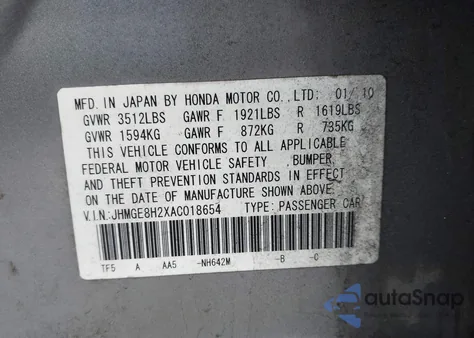 MFD. IN JAPAN BY HONDA MOTOR CO., LTD: 01/10
GVWR 3512LBS GAWR F 1921LBS R 1619LBS
GVWR 1594KG GAWR F 872KG R 735KG
THIS VEHICLE CONFORMS TO ALL APPLICABLE
FEDERAL MOTOR VEHICLE SAFETY , BUMPER,
AND THEFT PREVENTION STANDARDS IN EFFECT
ON THE DATE OF MANUFACTURE SHOWN ABOVE.
V.I.N:JHMGE8H2XAC018654 TYPE: PASSENGER CAR
TF5 A AA5 -NH642M -B -C
autoSnap